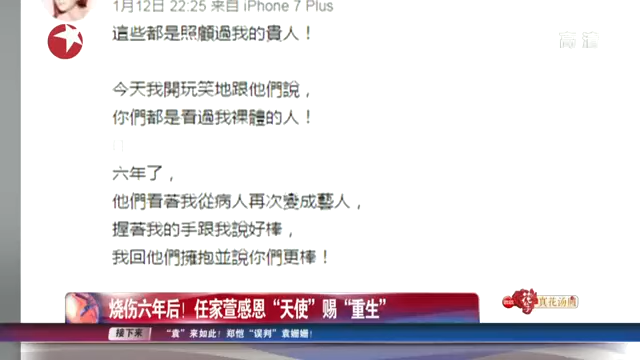 1月12日 22:25 来自 iPhone 7 Plus
這些都是照顧過我的貴人！
高清
今天我開玩笑地跟他們說，
你們都是看過我裸體的人！
六年了，
他們看著我從病人再次變成藝人，
握著我的手跟我說好棒，
我回他們擁抱並說你們更棒！
烧伤六年后！任家萱感恩“天使”赐“重生”
接下来 “袁”来如此！郑恺“误判”袁姗姗！